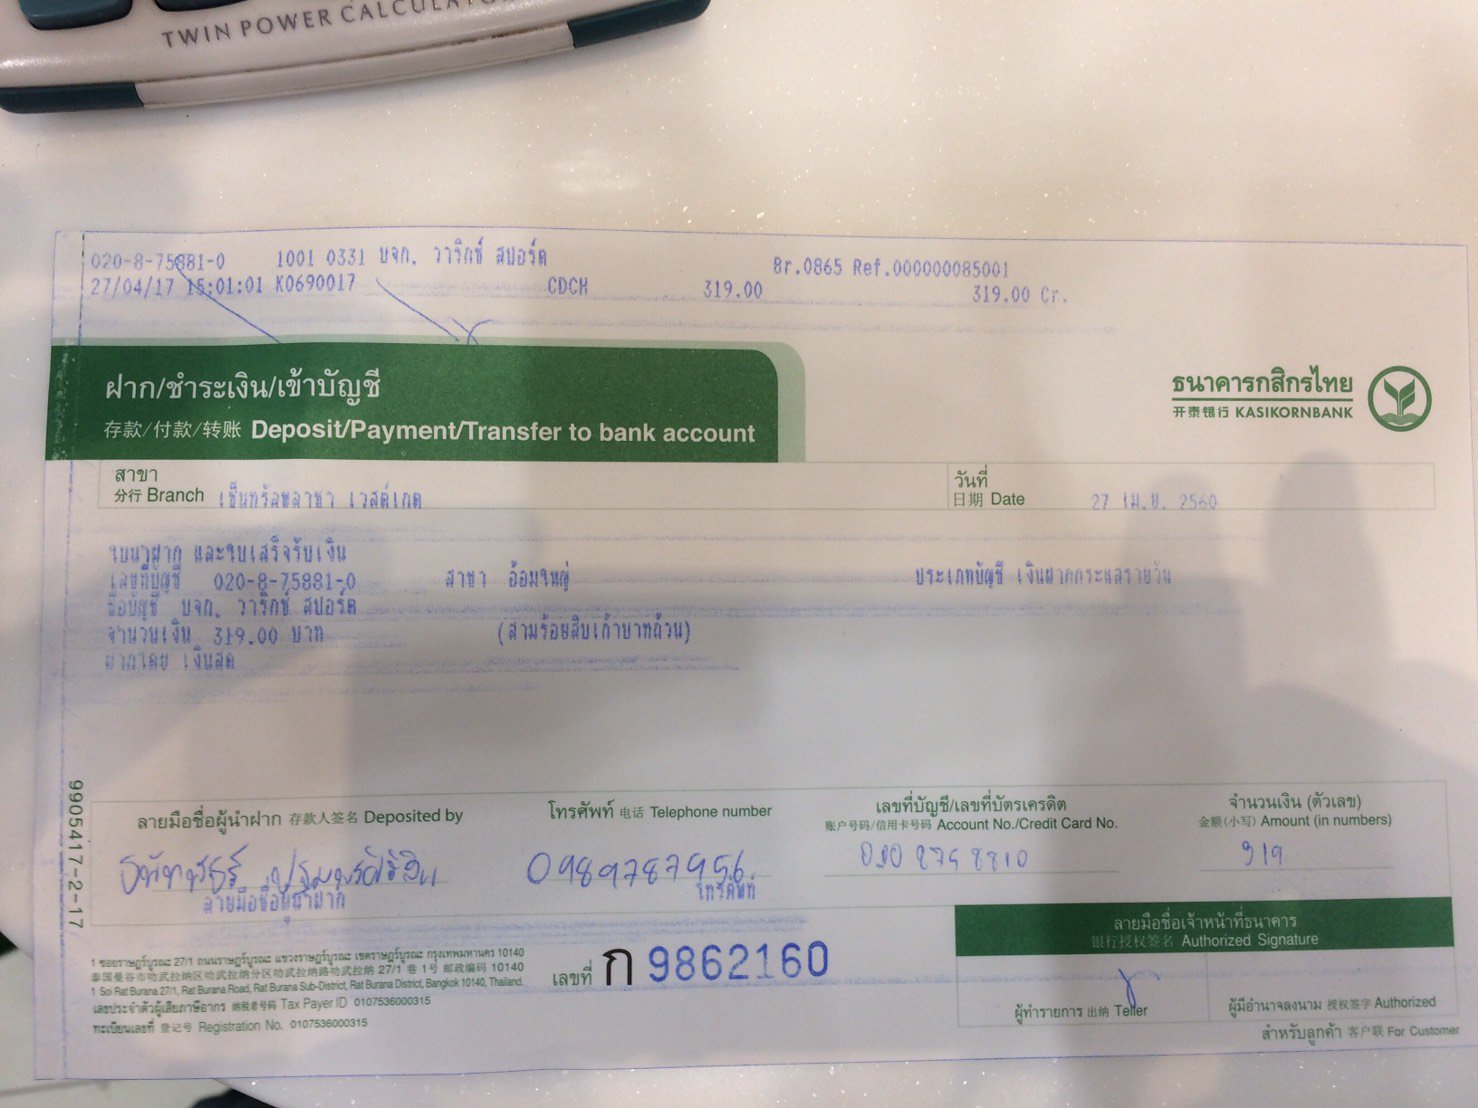 TWIN POWER CALCULATOR
020-8-75881-0 1001 0331 บจก. วาริกซ์ สปอร์ต Br.0865 Ref.000000085001
27/04/17 15:01:01 K0690017 CDCH 319.00 319.00 Cr.
ฝาก/ชำระเงิน/เข้าบัญชี
存款/付款/转账 Deposit/Payment/Transfer to bank account
ธนาคารกสิกรไทย
开泰银行 KASIKORNBANK
สาขา
分行 Branch เซ็นทรัลพลาซา เวสต์เกต
วันที่
日期 Date 27 เม.ย. 2560
ใบนำฝาก และใบเสร็จรับเงิน
เลขที่บัญชี 020-8-75881-0 สาขา อ้อมใหญ่ ประเภทบัญชี เงินฝากกระแสรายวัน
ชื่อบัญชี บจก. วาริกซ์ สปอร์ต
จำนวนเงิน 319.00 บาท (สามร้อยสิบเก้าบาทถ้วน)
ฝากโดย เงินสด
9905417-2-17
ลายมือชื่อผู้นำฝาก 存款人签名 Deposited by
โทรศัพท์ 电话 Telephone number
เลขที่บัญชี/เลขที่บัตรเครดิต
账户号码/信用卡号码 Account No./Credit Card No.
จำนวนเงิน (ตัวเลข)
金额(小写) Amount (in numbers)
0989787956
319
ลายมือชื่อผู้นำฝาก
โทรศัพท์
1 ซอยราษฎร์บูรณะ 27/1 ถนนราษฎร์บูรณะ แขวงราษฎร์บูรณะ เขตราษฎร์บูรณะ กรุงเทพมหานคร 10140
泰国曼谷市叻武拉纳区叻武拉纳分区叻武拉纳路叻武拉纳 27/1 巷 1 号 邮政编码 10140
1 Soi Rat Burana 27/1, Rat Burana Road, Rat Burana Sub-District, Rat Burana District, Bangkok 10140, Thailand.
เลขประจำตัวผู้เสียภาษีอากร 纳税者号码 Tax Payer ID 0107536000315
ทะเบียนเลขที่ 登记号 Registration No. 0107536000315
เลขที่ ก 9862160
ลายมือชื่อเจ้าหน้าที่ธนาคาร
银行授权签名 Authorized Signature
ผู้ทำรายการ 出纳 Teller
ผู้มีอำนาจลงนาม 授权签字 Authorized
สำหรับลูกค้า 客户联 For Customer